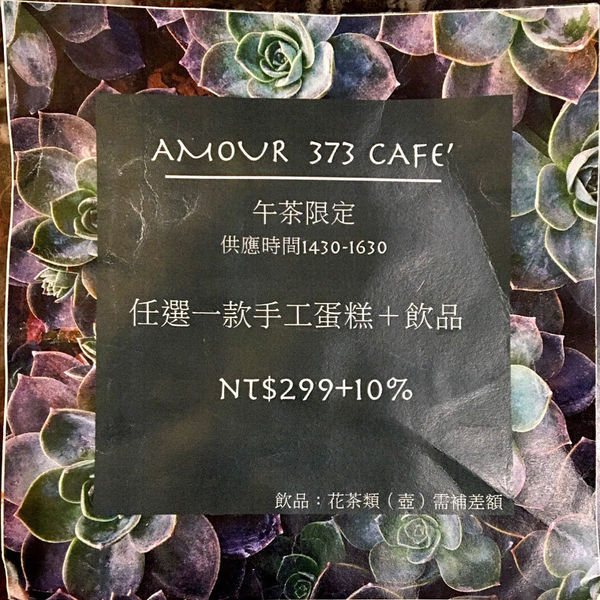 AMOUR 373 CAFE'
午茶限定
供應時間1430-1630
任選一款手工蛋糕＋飲品
NT$299+10%
飲品：花茶類（壺）需補差額